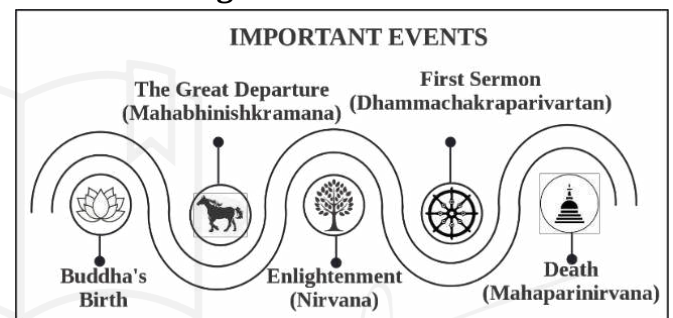 IMPORTANT EVENTS
The Great Departure
(Mahabhinishkramana)
First Sermon
(Dhammachakraparivartan)
Buddha's
Birth
Enlightenment
(Nirvana)
Death
(Mahaparinirvana)